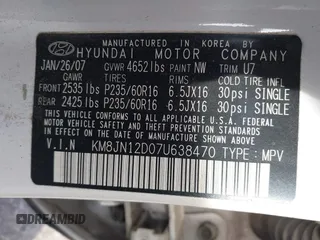 MANUFACTURED IN KOREA BY
HYUNDAI MOTOR COMPANY
JAN/26/07 GVWR 4652lbs PAINT NW TRIM U7
GAWR TIRES RIMS COLD TIRE INFL
FRONT 2535 lbs P235/60R16 6.5JX16 30psi SINGLE
REAR 2425 lbs P235/60R16 6.5JX16 30psi SINGLE
THIS VEHICLE CONFORMS TO ALL APPLICABLE
U.S.A. FEDERAL MOTOR VEHICLE SAFETY, BUMPER
AND THEFT PREVENTION STANDARDS IN EFFECT ON
THE DATE OF MANUFACTURE SHOWN ABOVE
V.I.N KM8JN12D07U638470 TYPE: MPV
DREAMBID